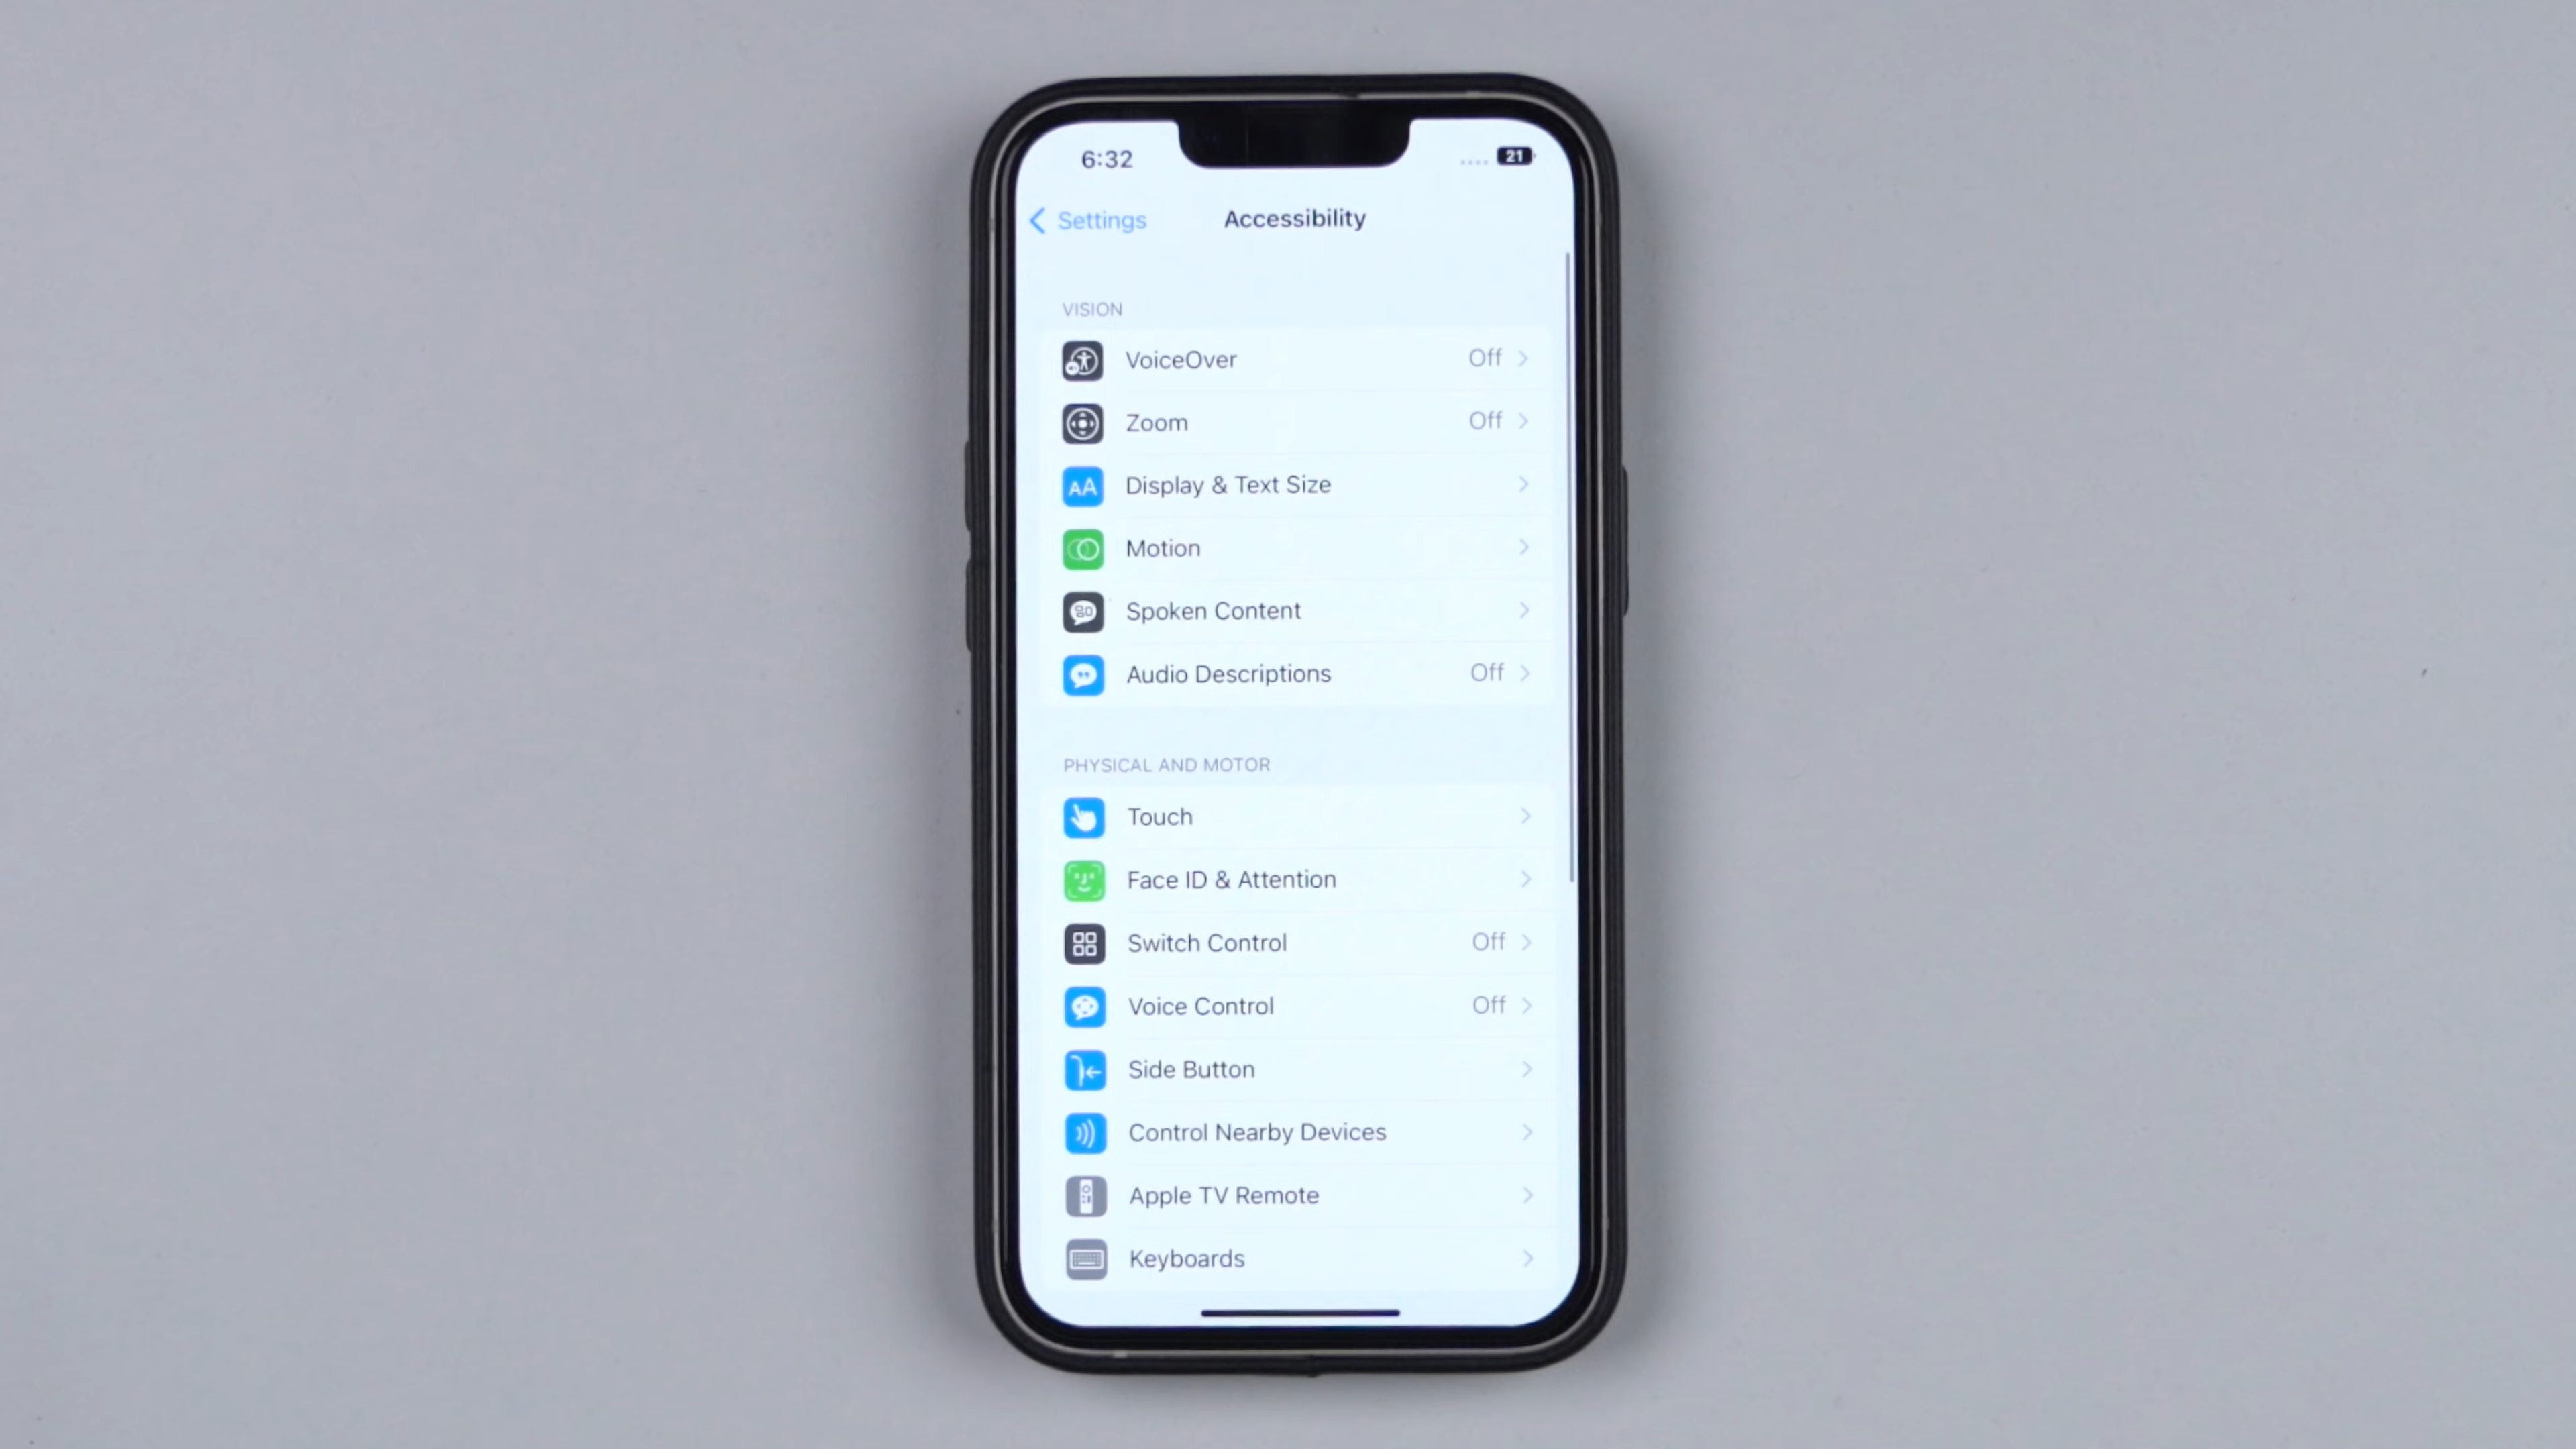 6:32
21
Settings
Accessibility
VISION
VoiceOver Off
Zoom Off
AA Display & Text Size
Motion
Spoken Content
Audio Descriptions Off
PHYSICAL AND MOTOR
Touch
Face ID & Attention
Switch Control Off
Voice Control Off
Side Button
Control Nearby Devices
Apple TV Remote
Keyboards